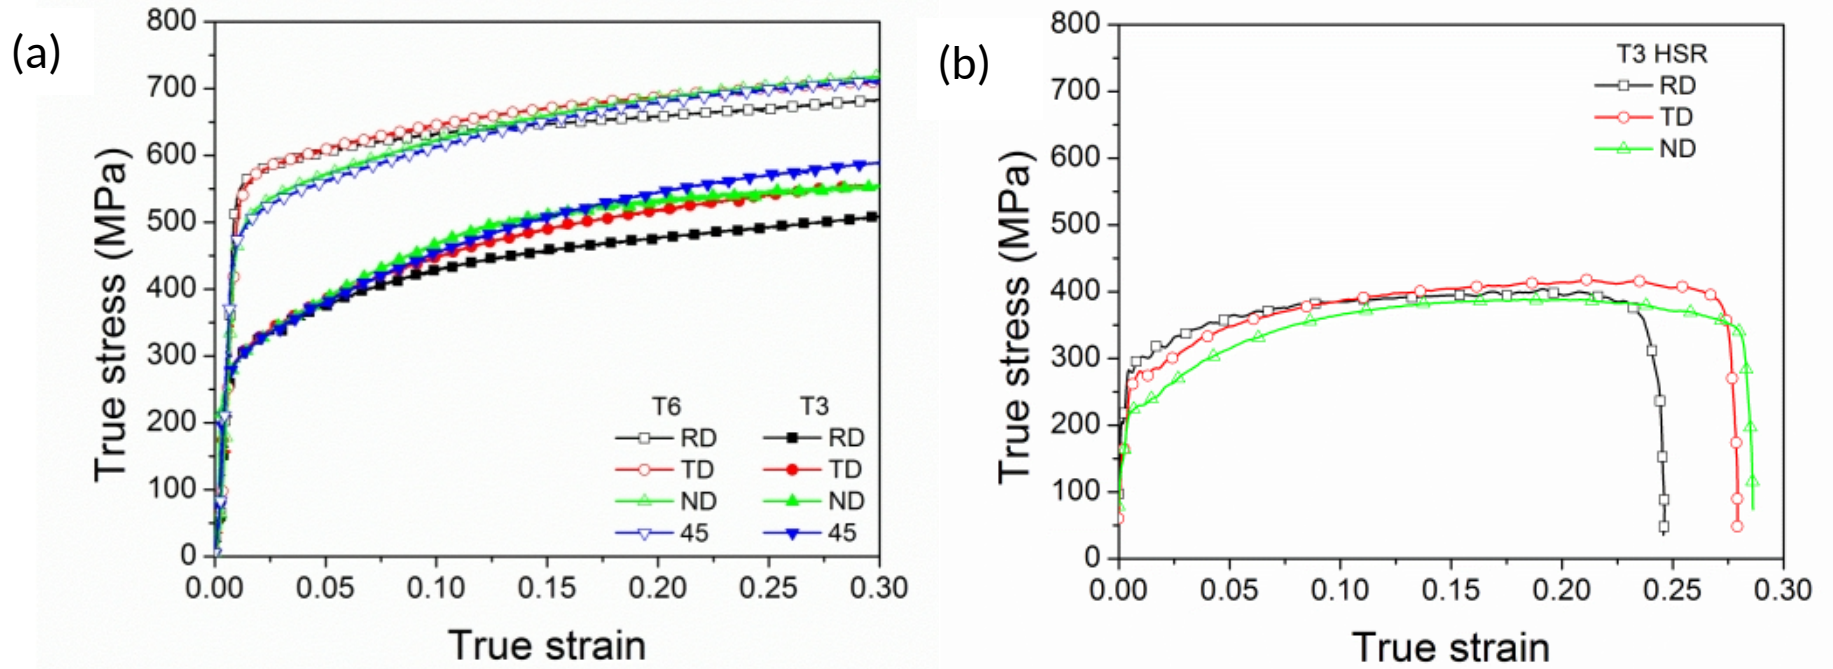 (a)
800
700
600
500
400
300
200
100
0
True stress (MPa)
T6 T3
RD RD
TD TD
ND ND
45 45
0.00 0.05 0.10 0.15 0.20 0.25 0.30
True strain
(b)
800
700
600
500
400
300
200
100
0
True stress (MPa)
T3 HSR
RD
TD
ND
0.00 0.05 0.10 0.15 0.20 0.25 0.30
True strain